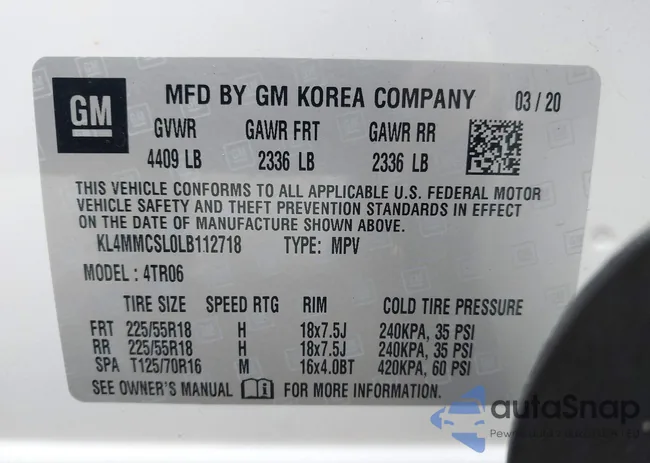 GM
MFD BY GM KOREA COMPANY 03/20
GVWR GAWR FRT GAWR RR
4409 LB 2336 LB 2336 LB
THIS VEHICLE CONFORMS TO ALL APPLICABLE U.S. FEDERAL MOTOR
VEHICLE SAFETY AND THEFT PREVENTION STANDARDS IN EFFECT
ON THE DATE OF MANUFACTURE SHOWN ABOVE.
KL4MMCSL0LB112718 TYPE: MPV
MODEL: 4TR06
TIRE SIZE SPEED RTG RIM COLD TIRE PRESSURE
FRT 225/55R18 H 18x7.5J 240KPA, 35 PSI
RR 225/55R18 H 18x7.5J 240KPA, 35 PSI
SPA T125/70R16 M 16x4.0BT 420KPA, 60 PSI
SEE OWNER'S MANUAL FOR MORE INFORMATION.
autaSnap